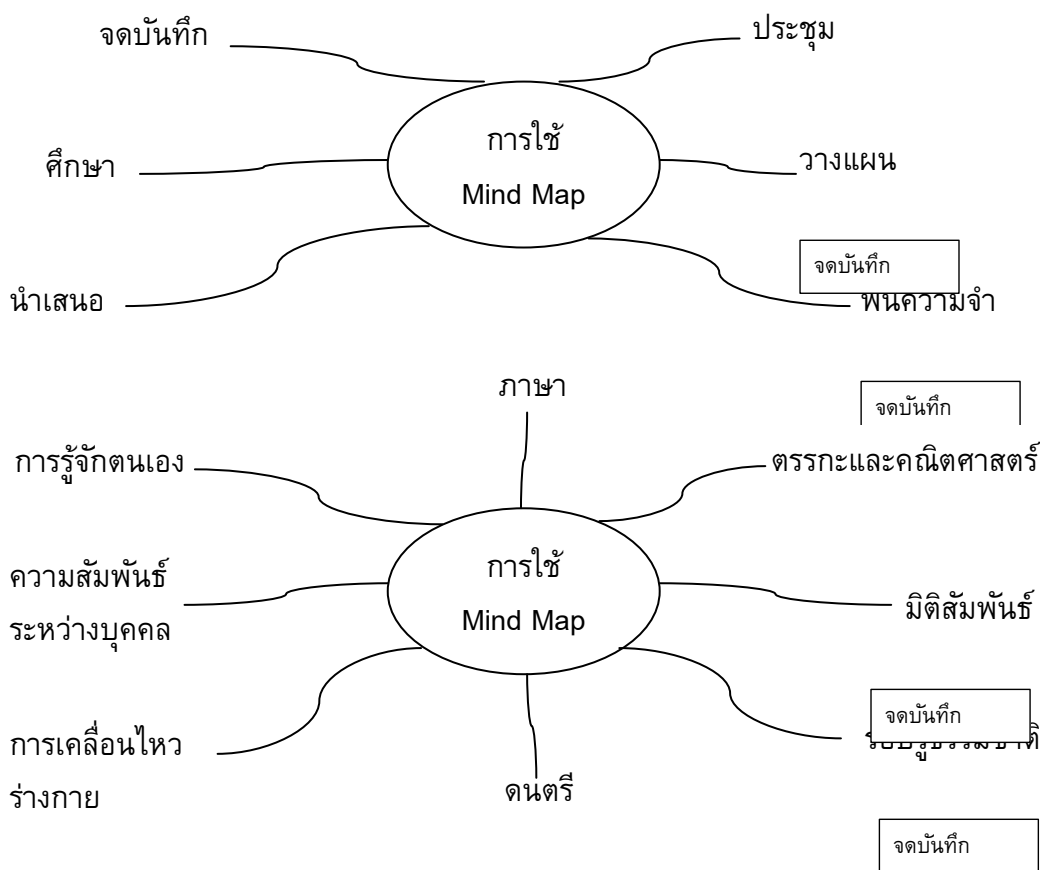 จดบันทึก
ประชุม
การใช้
Mind Map
ศึกษา
วางแผน
นำเสนอ
จดบันทึก
ภาษา
จดบันทึก
การรู้จักตนเอง
ตรรกะและคณิตศาสตร์
การใช้
Mind Map
ความสัมพันธ์
ระหว่างบุคคล
มิติสัมพันธ์
จดบันทึก
การเคลื่อนไหว
ร่างกาย
ดนตรี
จดบันทึก